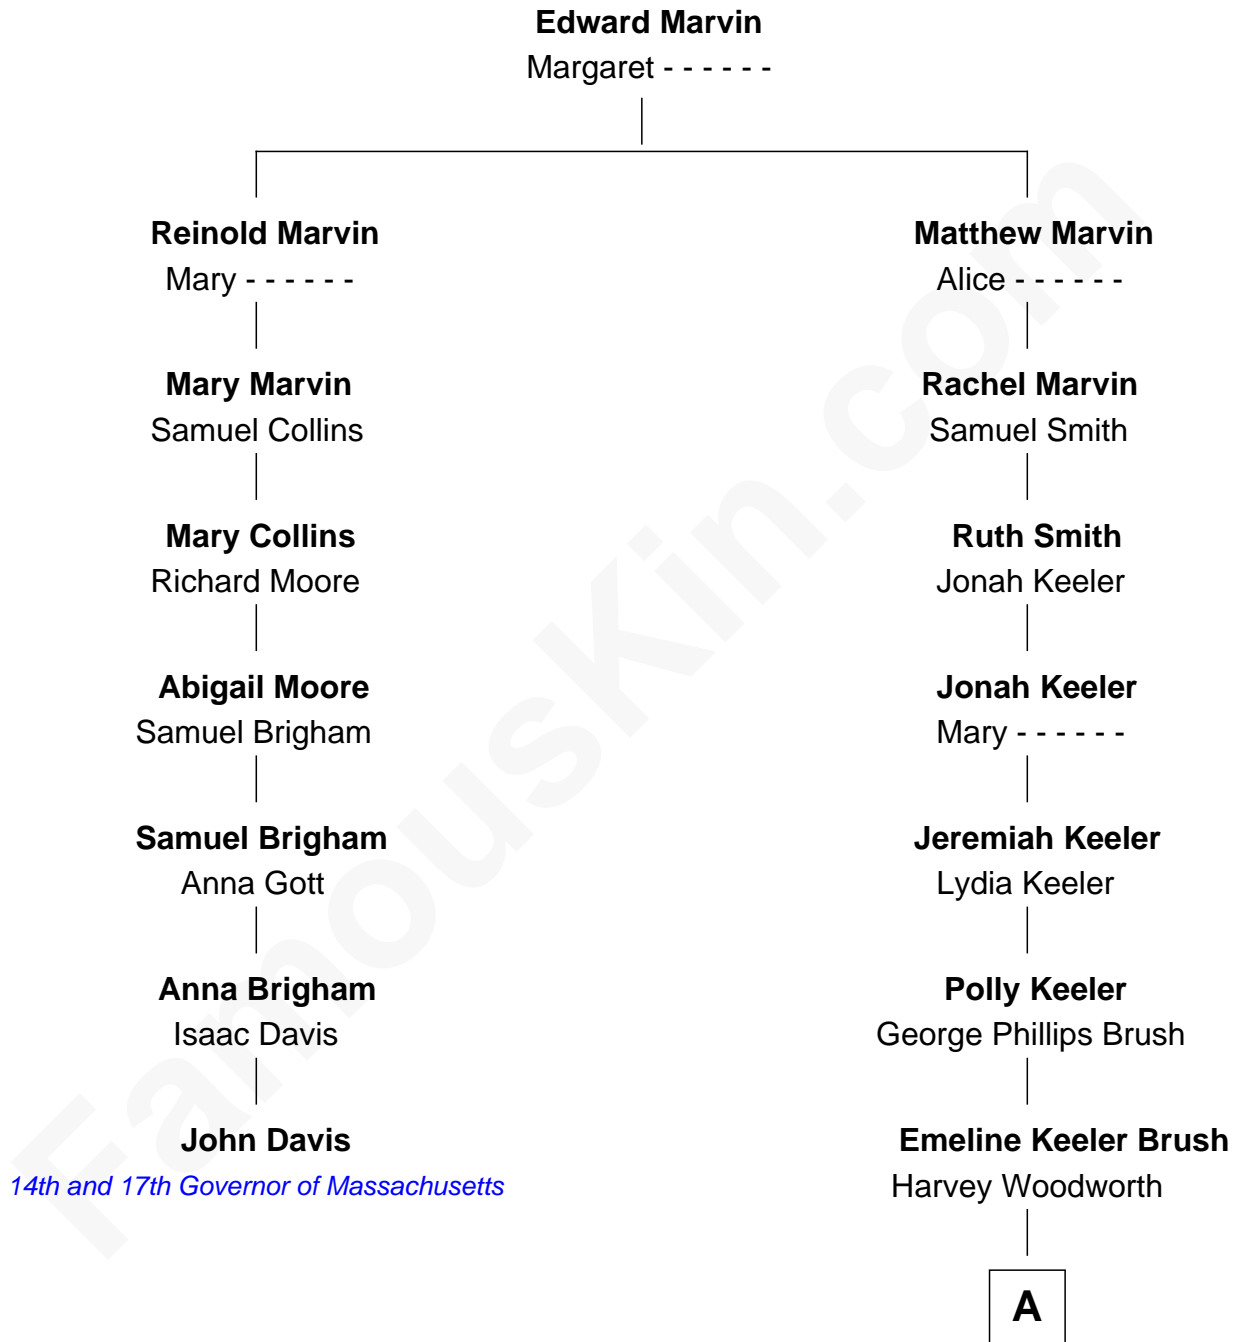 Edward Marvin
Margaret - - - - - -
Reinold Marvin
Mary - - - - - -
Mary Marvin
Samuel Collins
Mary Collins
Richard Moore
Abigail Moore
Samuel Brigham
Samuel Brigham
Anna Gott
Anna Brigham
Isaac Davis
John Davis
14th and 17th Governor of Massachusetts
Matthew Marvin
Alice - - - - - -
Rachel Marvin
Samuel Smith
Ruth Smith
Jonah Keeler
Jonah Keeler
Mary - - - - - -
Jeremiah Keeler
Lydia Keeler
Polly Keeler
George Phillips Brush
Emeline Keeler Brush
Harvey Woodworth
A
FamousKin.com